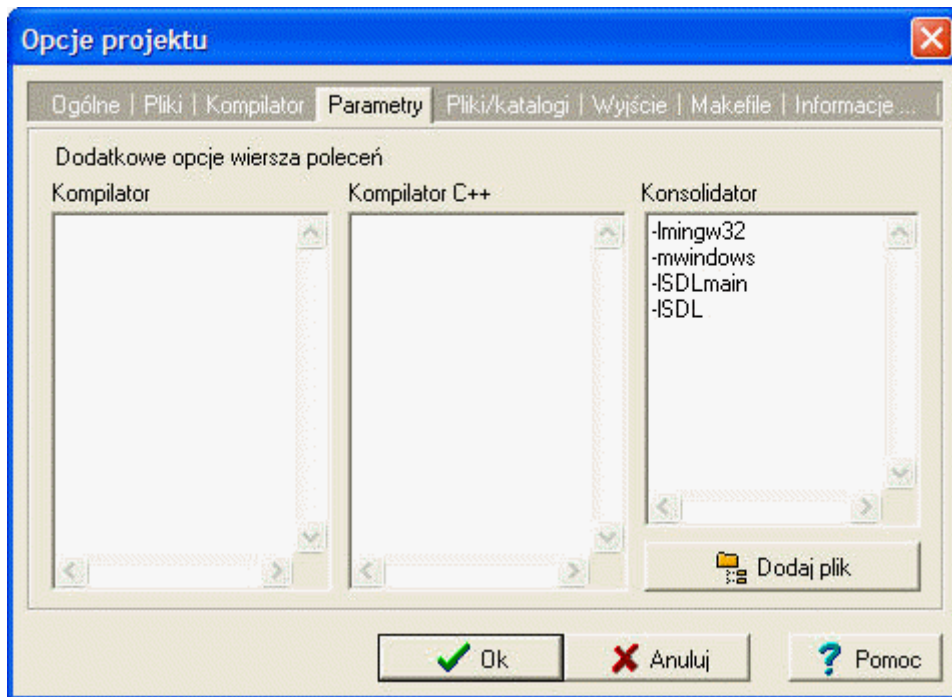 Opcje projektu
Ogólne | Pliki | Kompilator Parametry Pliki/katalogi | Wyjście | Makefile | Informacje ...
Dodatkowe opcje wiersza poleceń
Kompilator
Kompilator C++
Konsolidator
-lmingw32
-mwindows
-lSDLmain
-lSDL
Dodaj plik
Ok
Anuluj
? Pomoc